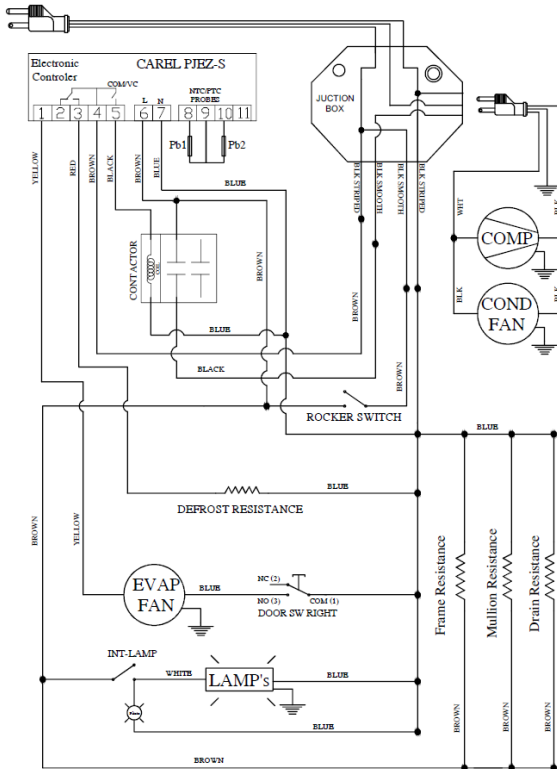 Electronic
Controler
CAREL PJEZ-S
COM/VC
L N
NTC/PTC
PROBES
1 2 3 4 5 6 7 8 9 10 11
Pb1
Pb2
JUCTION
BOX
YELLOW
RED
BROWN
BLACK
BROWN
BLUE
BLUE
BLK STRIPED
BLK SMOOTH
BLK SMOOTH
BLK STRIPED
WHT
BLK
COMP
BLK
BLK
COND
FAN
CONTACTOR
COIL
BROWN
BROWN
BLUE
BLACK
BROWN
ROCKER SWITCH
BLUE
BLUE
DEFROST RESISTANCE
BROWN
YELLOW
EVAP
FAN
BLUE
NC (2)
NO (3)
COM (1)
DOOR SW RIGHT
Frame Resistance
Mullion Resistance
Drain Resistance
INT-LAMP
WHITE
LAMP's
BLUE
BLUE
BROWN
BROWN
BROWN
BROWN